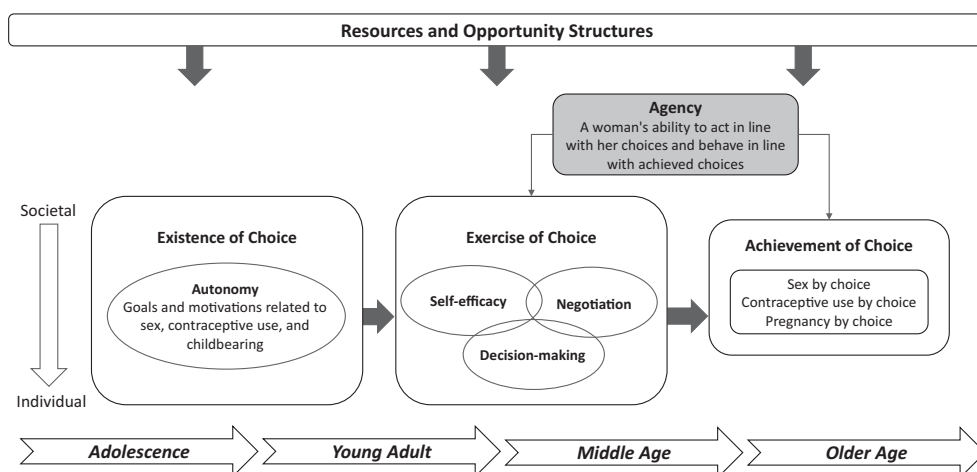 Resources and Opportunity Structures
Agency
A woman's ability to act in line
with her choices and behave in line
with achieved choices
Societal
Individual
Existence of Choice
Autonomy
Goals and motivations related to
sex, contraceptive use, and
childbearing
Exercise of Choice
Self-efficacy
Negotiation
Decision-making
Achievement of Choice
Sex by choice
Contraceptive use by choice
Pregnancy by choice
Adolescence
Young Adult
Middle Age
Older Age